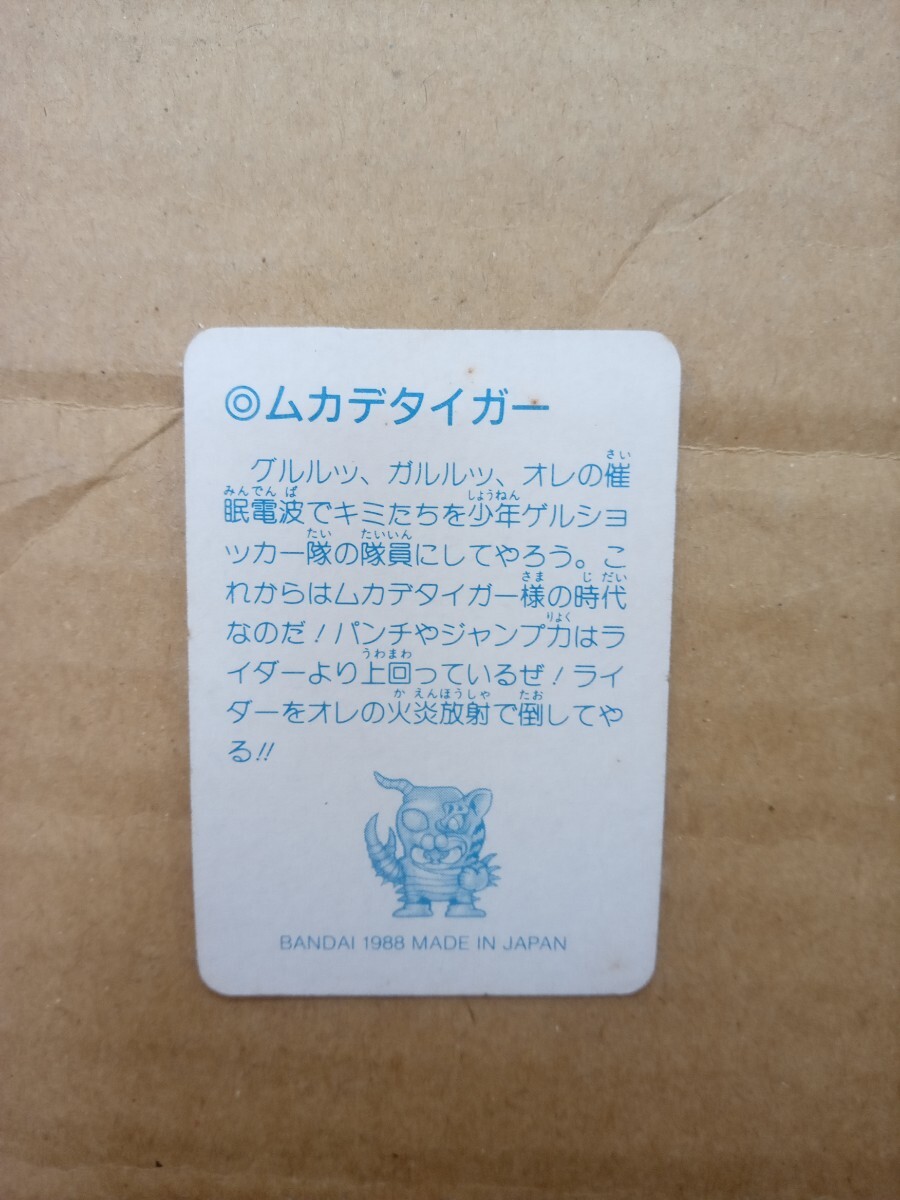 ◎ムカデタイガー
グルルッ、ガルルッ、オレの催
眠電波でキミたちを少年ゲルショ
ッカー隊の隊員にしてやろう。こ
れからはムカデタイガー様の時代
なのだ!パンチやジャンプ力はラ
イダーより上回っているぜ!ライ
ダーをオレの火炎放射で倒してや
る!!
BANDAI 1988 MADE IN JAPAN